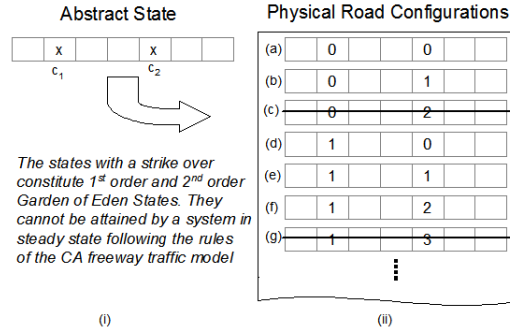 Abstract State
x x
c1 c2
The states with a strike over
constitute 1st order and 2nd order
Garden of Eden States. They
cannot be attained by a system in
steady state following the rules
of the CA freeway traffic model
(i)
Physical Road Configurations
(a) 0 0
(b) 0 1
(c) 0 2
(d) 1 0
(e) 1 1
(f) 1 2
(g) 1 3
(ii)